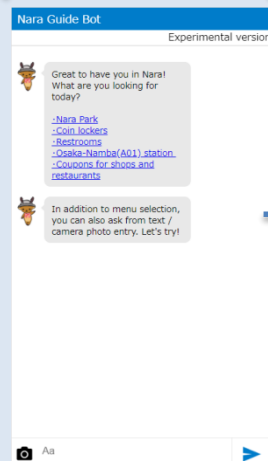 Nara Guide Bot
Experimental version
Great to have you in Nara!
What are you looking for
today?
·Nara Park
·Coin lockers
·Restrooms
·Osaka-Namba(A01) station
·Coupons for shops and
restaurants
In addition to menu selection,
you can also ask from text /
camera photo entry. Let's try!
Aa